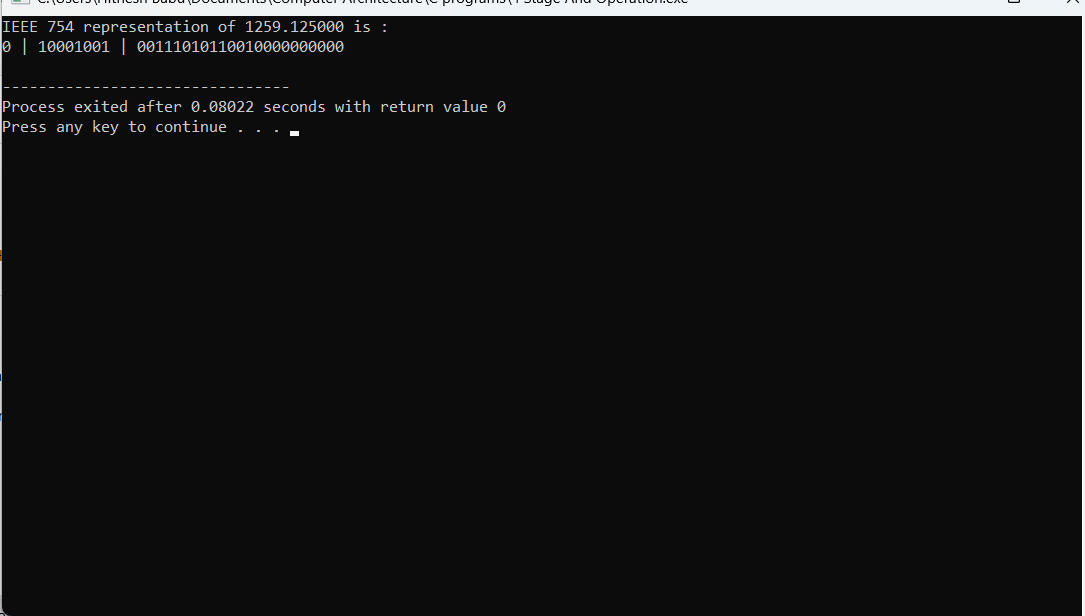 IEEE 754 representation of 1259.125000 is :
0 | 10001001 | 00111010110010000000000
--------------------------------
Process exited after 0.08022 seconds with return value 0
Press any key to continue . . .